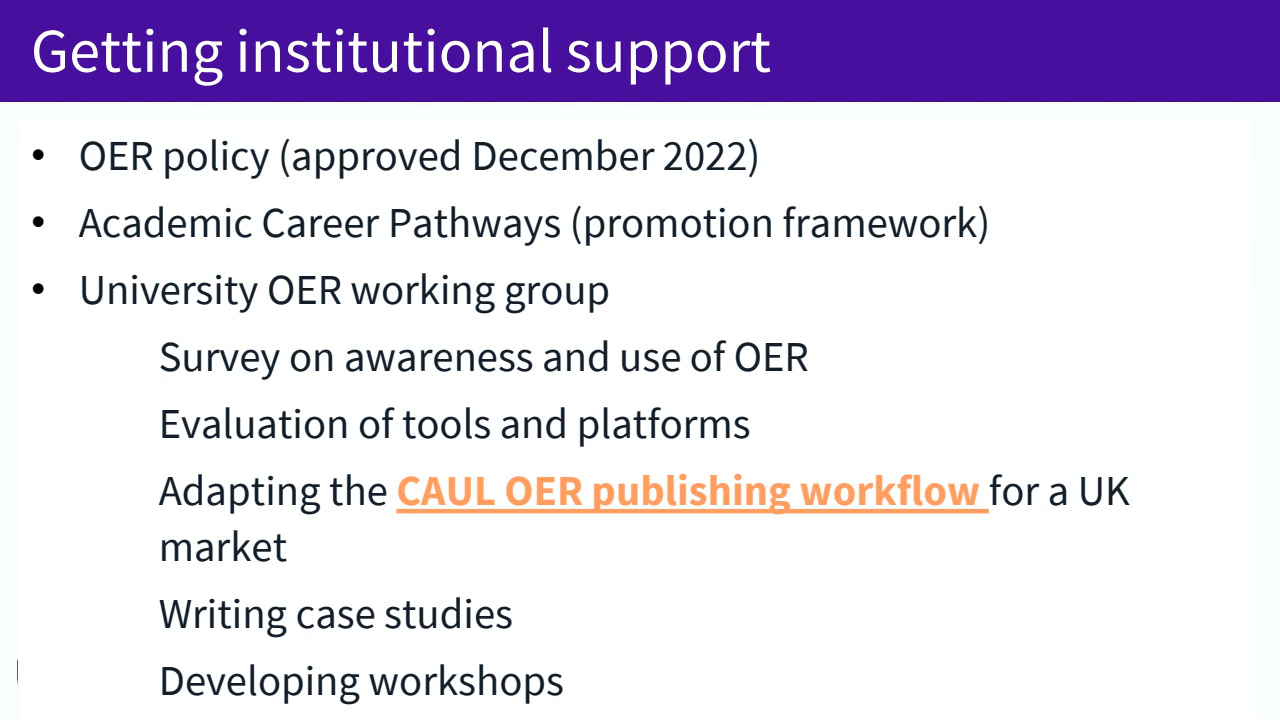 Getting institutional support
• OER policy (approved December 2022)
• Academic Career Pathways (promotion framework)
• University OER working group
Survey on awareness and use of OER
Evaluation of tools and platforms
Adapting the CAUL OER publishing workflow for a UK
market
Writing case studies
Developing workshops